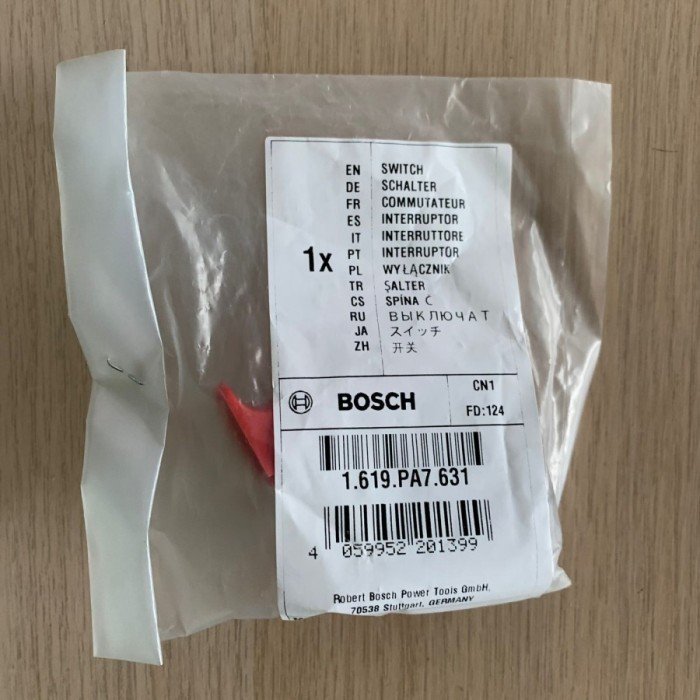 1x
EN SWITCH
DE SCHALTER
FR COMMUTATEUR
ES INTERRUPTOR
IT INTERRUTTORE
PT INTERRUPTOR
PL WYŁĄCZNIK
TR ŞALTER
CS SPÍNA C
RU ВЫКЛЮЧАТ
JA スイッチ
ZH 开关
BOSCH
CN1
FD:124
1.619.PA7.631
4 059952 201399
Robert Bosch Power Tools GmbH,
70538 Stuttgart, GERMANY